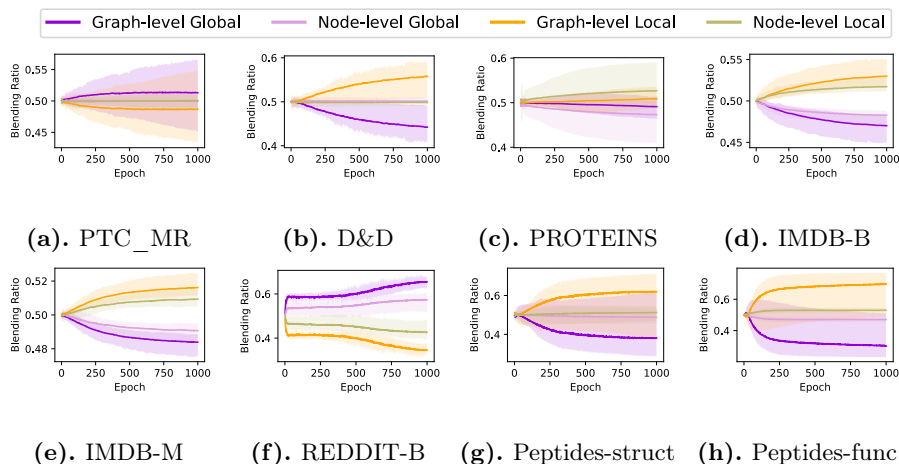 Graph-level Global Node-level Global Graph-level Local Node-level Local
Blending Ratio 0.55 0.50 0.45 0 250 500 750 1000 Epoch
Blending Ratio 0.6 0.5 0.4 0 250 500 750 1000 Epoch
Blending Ratio 0.6 0.5 0.4 0 250 500 750 1000 Epoch
Blending Ratio 0.55 0.50 0.45 0 250 500 750 1000 Epoch
(a). PTC_MR (b). D&D (c). PROTEINS (d). IMDB-B
Blending Ratio 0.52 0.50 0.48 0 250 500 750 1000 Epoch
Blending Ratio 0.6 0.4 0 250 500 750 1000 Epoch
Blending Ratio 0.6 0.4 0 250 500 750 1000 Epoch
Blending Ratio 0.6 0.4 0 250 500 750 1000 Epoch
(e). IMDB-M (f). REDDIT-B (g). Peptides-struct (h). Peptides-func